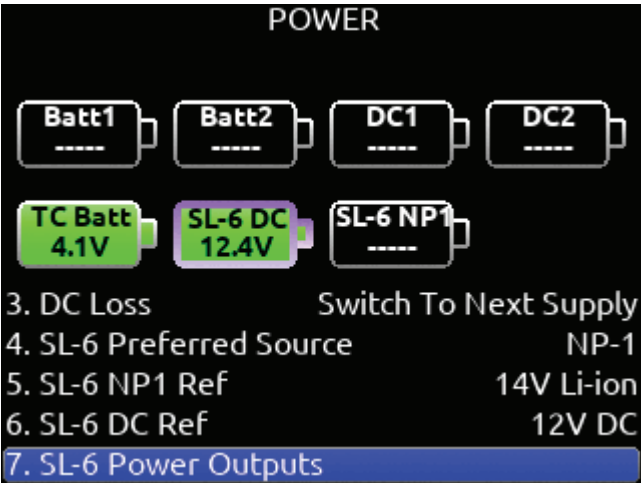 POWER
Batt1 Batt2 DC1 DC2
----- ----- ----- -----
TC Batt SL-6 DC SL-6 NP1
4.1V 12.4V -----
3. DC Loss Switch To Next Supply
4. SL-6 Preferred Source NP-1
5. SL-6 NP1 Ref 14V Li-ion
6. SL-6 DC Ref 12V DC
7. SL-6 Power Outputs